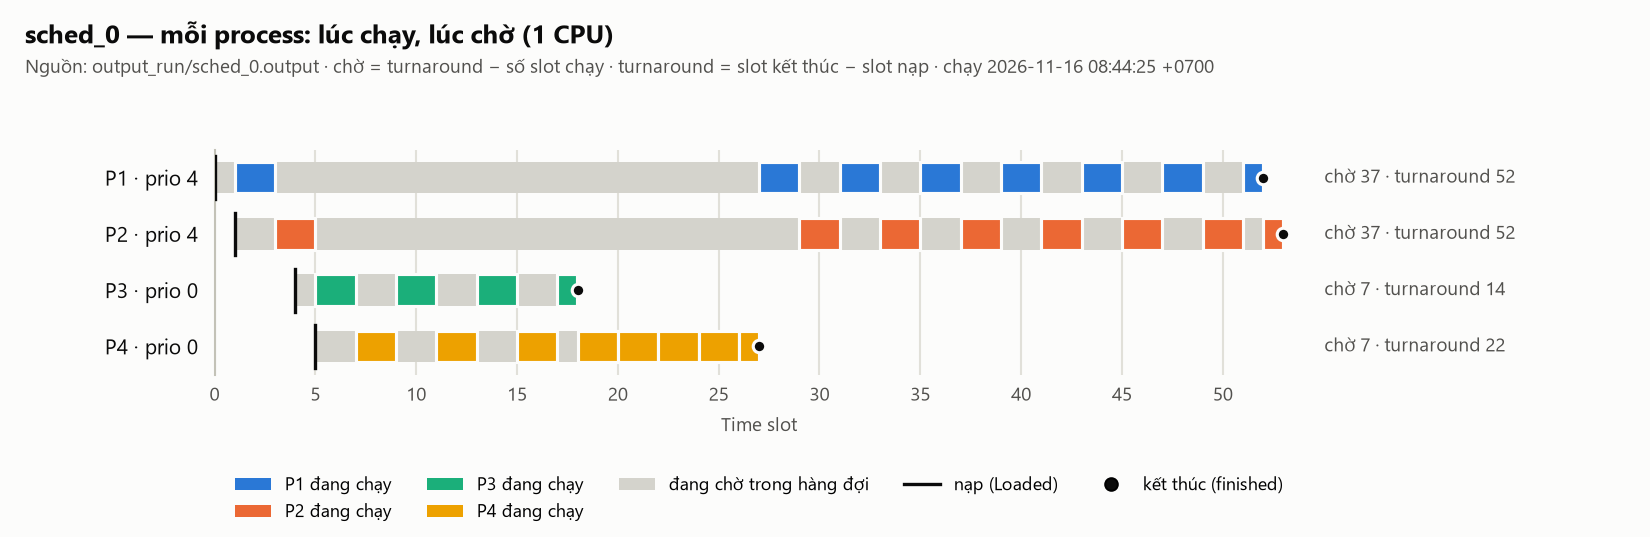 sched_0 — mỗi process: lúc chạy, lúc chờ (1 CPU)
Nguồn: output_run/sched_0.output · chờ = turnaround − số slot chạy · turnaround = slot kết thúc − slot nạp · chạy 2026-11-16 08:44:25 +0700
P1 · prio 4
chờ 37 · turnaround 52
P2 · prio 4
chờ 37 · turnaround 52
P3 · prio 0
chờ 7 · turnaround 14
P4 · prio 0
chờ 7 · turnaround 22
0 5 10 15 20 25 30 35 40 45 50
Time slot
P1 đang chạy P3 đang chạy đang chờ trong hàng đợi nạp (Loaded) kết thúc (finished)
P2 đang chạy P4 đang chạy